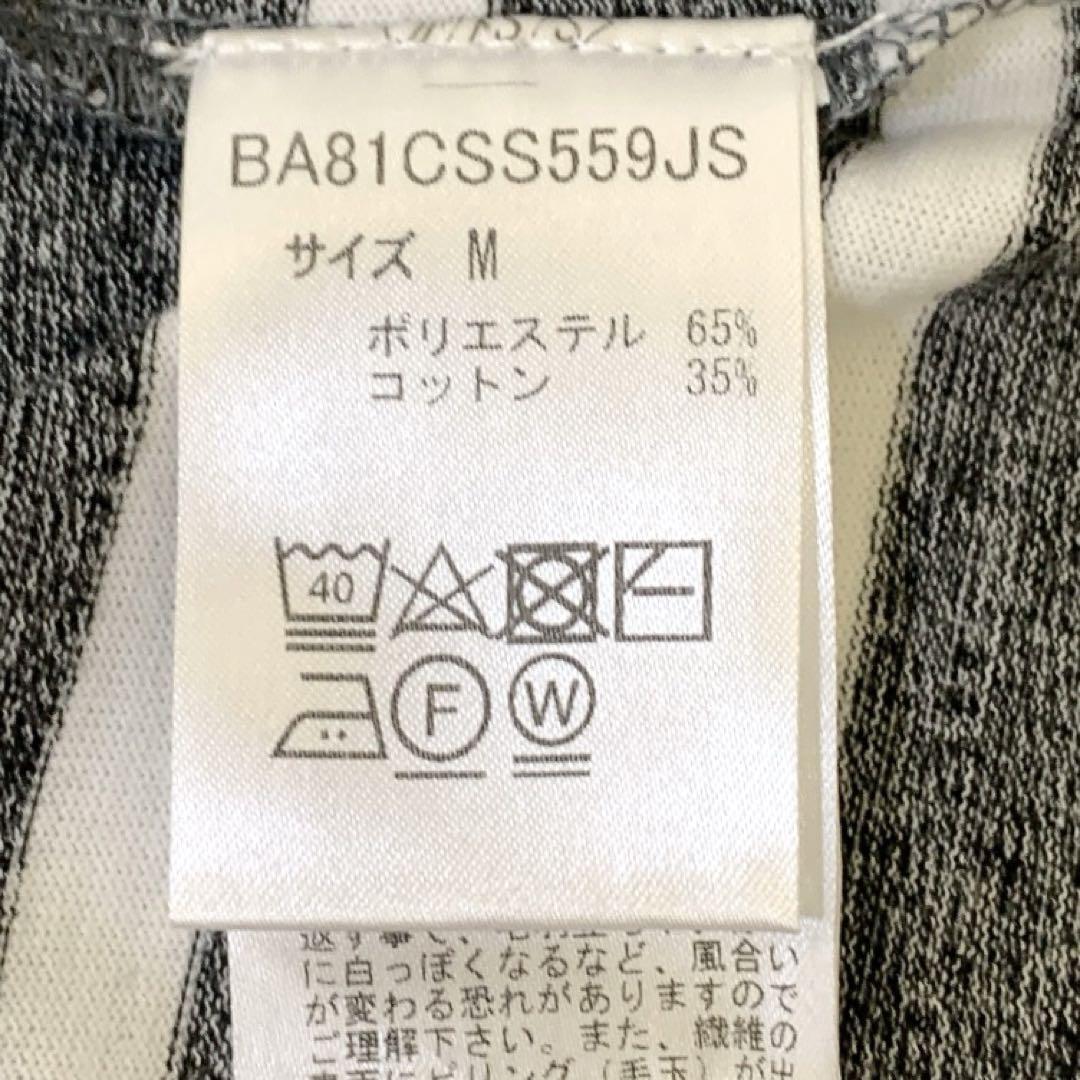 BA81CSS559JS
サイズ M
ポリエステル 65%
コットン 35%
40
F W
に白っぽくなるなど、風合い
が変わる恐れがありますので
ご理解下さい。また、繊維の